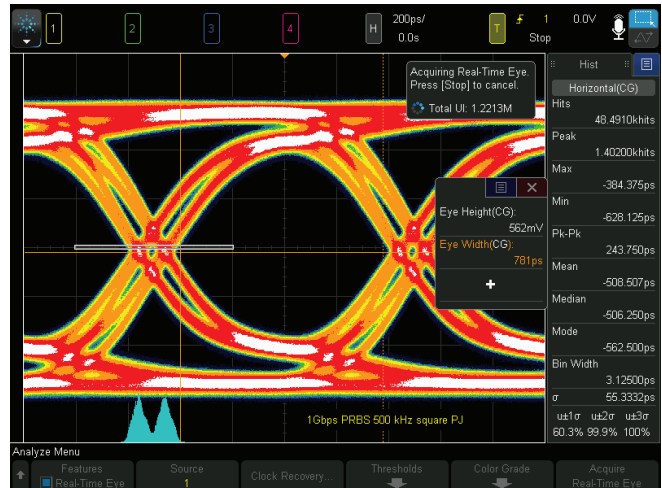 1
2
3
4
H
200ps/
0.0s
T
1
0.0V
Stop
Acquiring Real-Time Eye.
Press [Stop] to cancel.
Total UI: 1.2213M
Eye Height(CG):
562mV
Eye Width(CG):
781ps
1Gbps PRBS 500 kHz square PJ
Hist
Horizontal(CG)
Hits
48.4910khits
Peak
1.40200khits
Max
-384.375ps
Min
-628.125ps
Pk-Pk
243.750ps
Mean
-508.507ps
Median
-506.250ps
Mode
-562.500ps
Bin Width
3.12500ps
σ
55.3332ps
u±1σ u±2σ u±3σ
60.3% 99.9% 100%
Analyze Menu
Features
Real-Time Eye
Source
1
Clock Recovery...
Thresholds
Color Grade
Acquire
Real-Time Eye